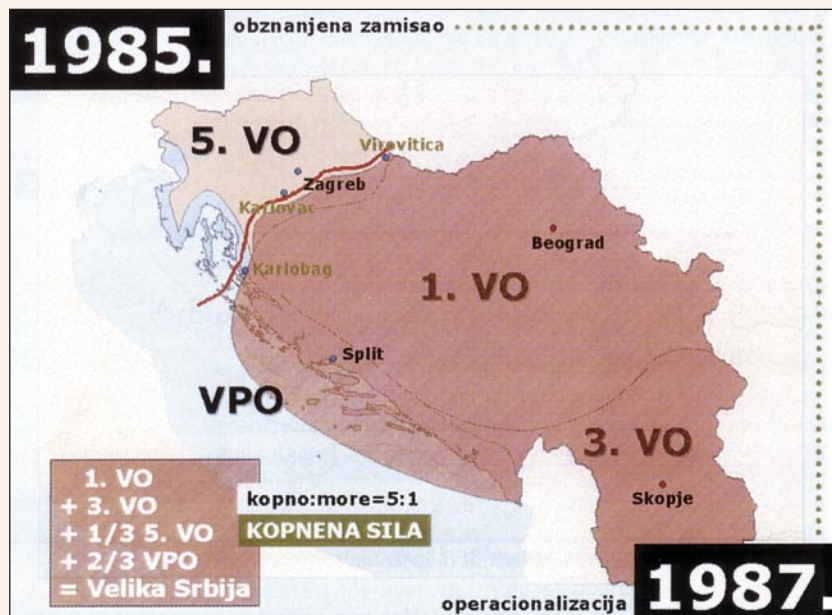 1985.
obznanjena zamisao
5. VO
Virovitica
Zagreb
Karlovac
Karlobag
Beograd
1. VO
Split
VPO
3. VO
Skopje
1. VO
+ 3. VO
+ 1/3 5. VO
+ 2/3 VPO
= Velika Srbija
kopno:more=5:1
KOPNENA SILA
operacionalizacija
1987.